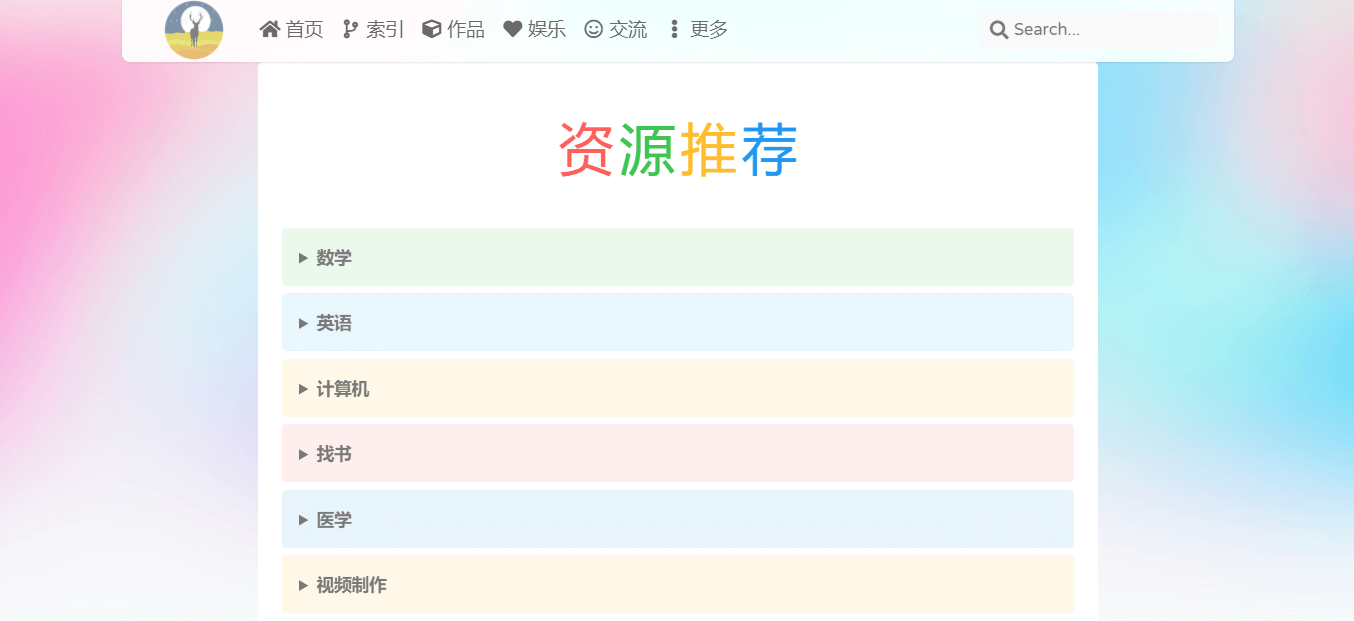 首页 索引 作品 娱乐 交流 更多 Search...
资源推荐
数学
英语
计算机
找书
医学
视频制作